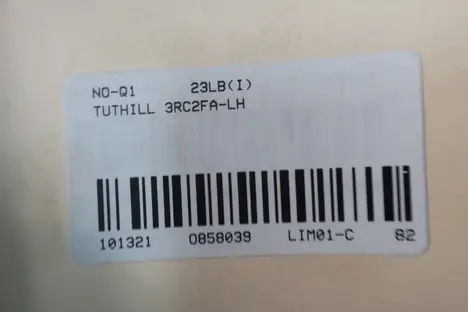 NO-Q1 23LB(I)
TUTHILL 3RC2FA-LH
101321 0858039 LIM01-C 82